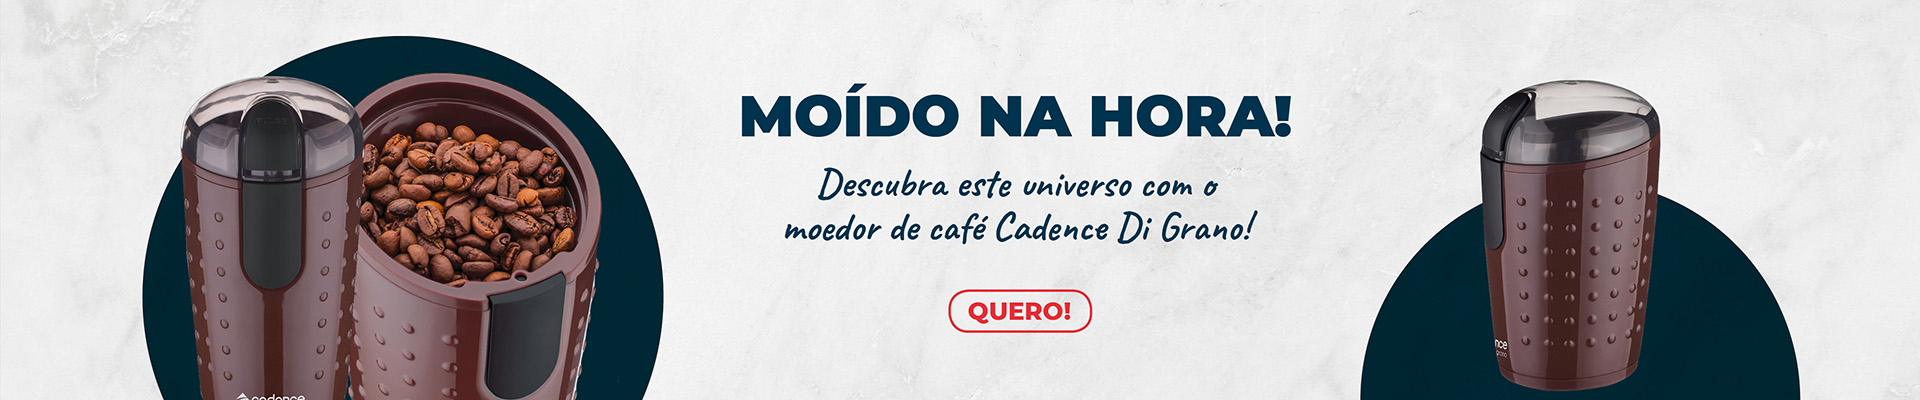 MOÍDO NA HORA!
Descubra este universo com o
moedor de café Cadence Di Grano!
QUERO!
cadence
nce
grano